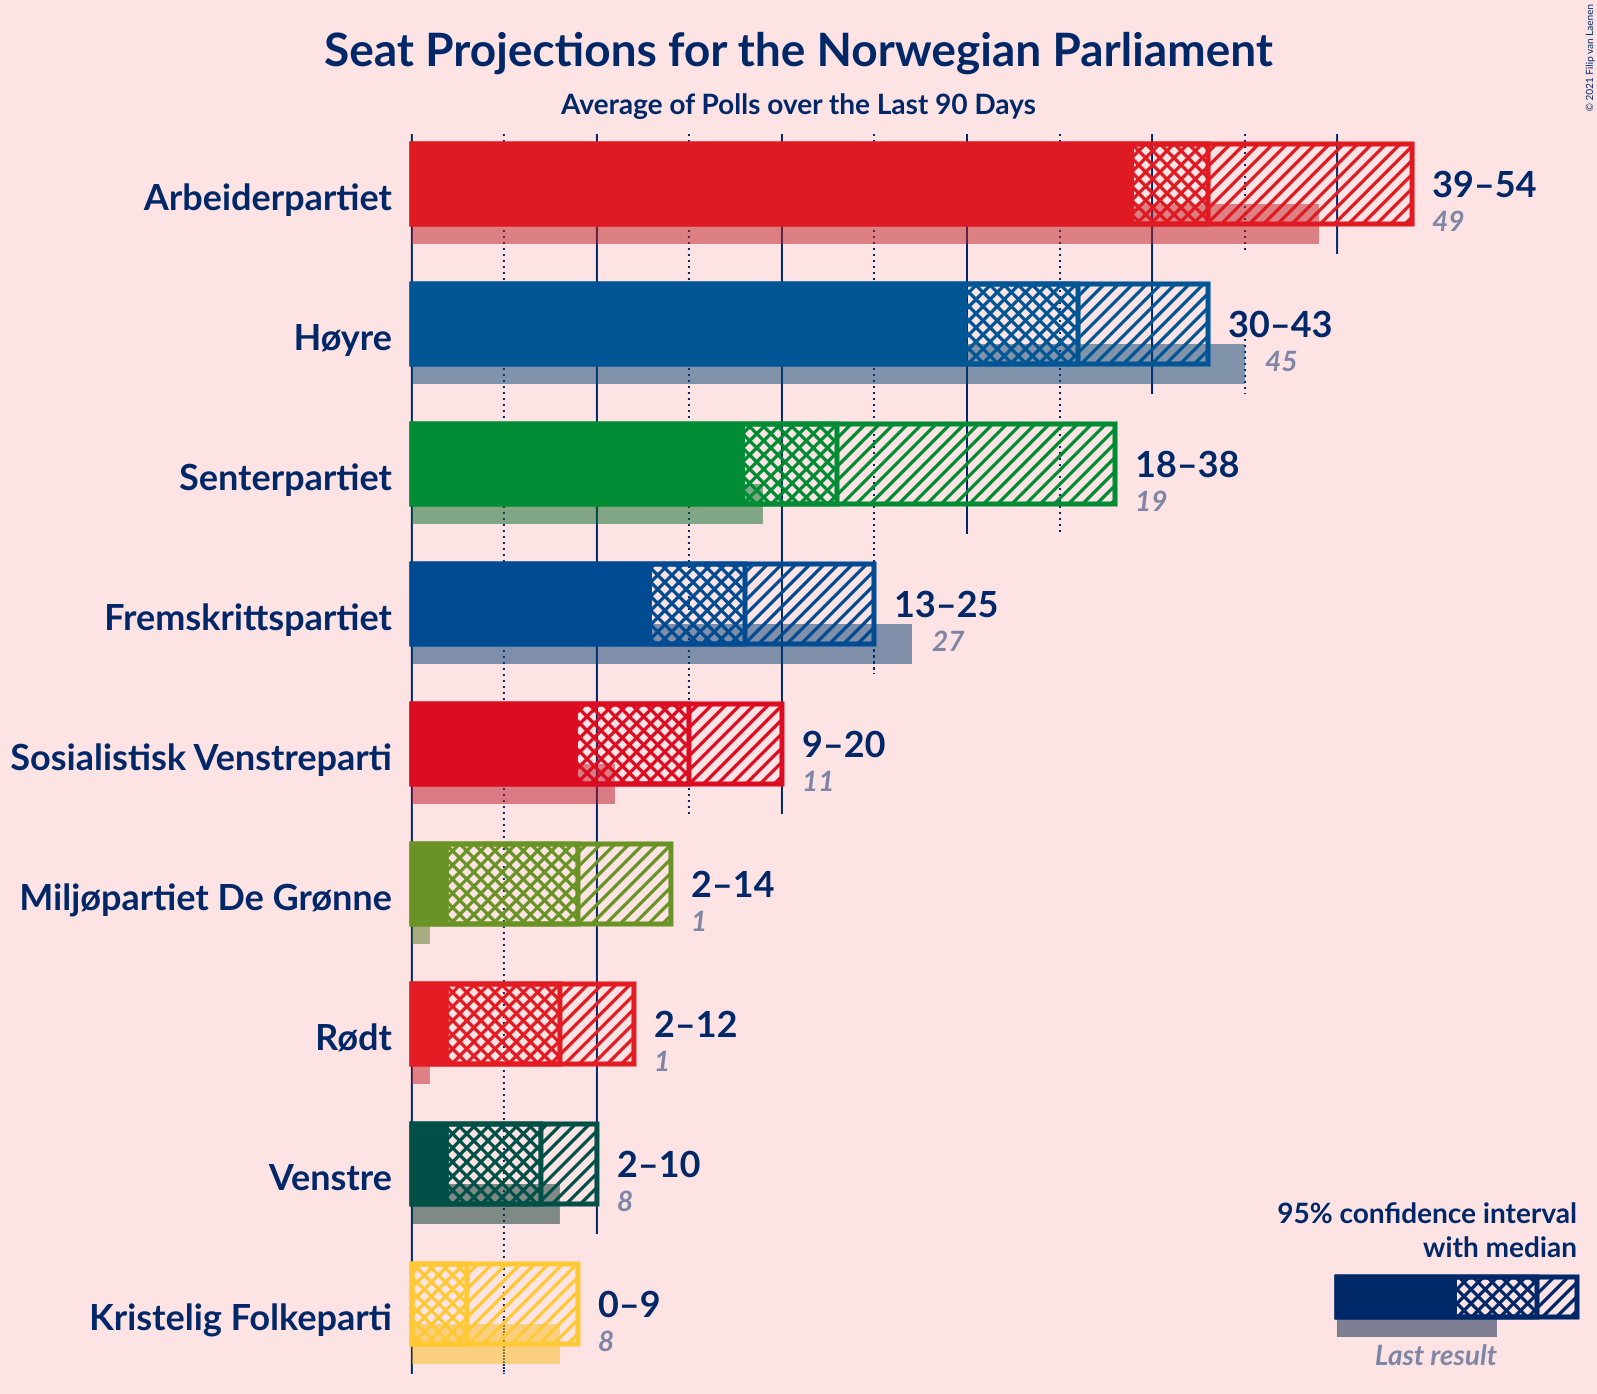 Seat Projections for the Norwegian Parliament
Average of Polls over the Last 90 Days
© 2021 Filip van Laenen
Arbeiderpartiet
39–54
49
Høyre
30–43
45
Senterpartiet
18–38
19
Fremskrittspartiet
13–25
27
Sosialistisk Venstreparti
9–20
11
Miljøpartiet De Grønne
2–14
1
Rødt
2–12
1
Venstre
2–10
8
Kristelig Folkeparti
0–9
8
95% confidence interval
with median
Last result